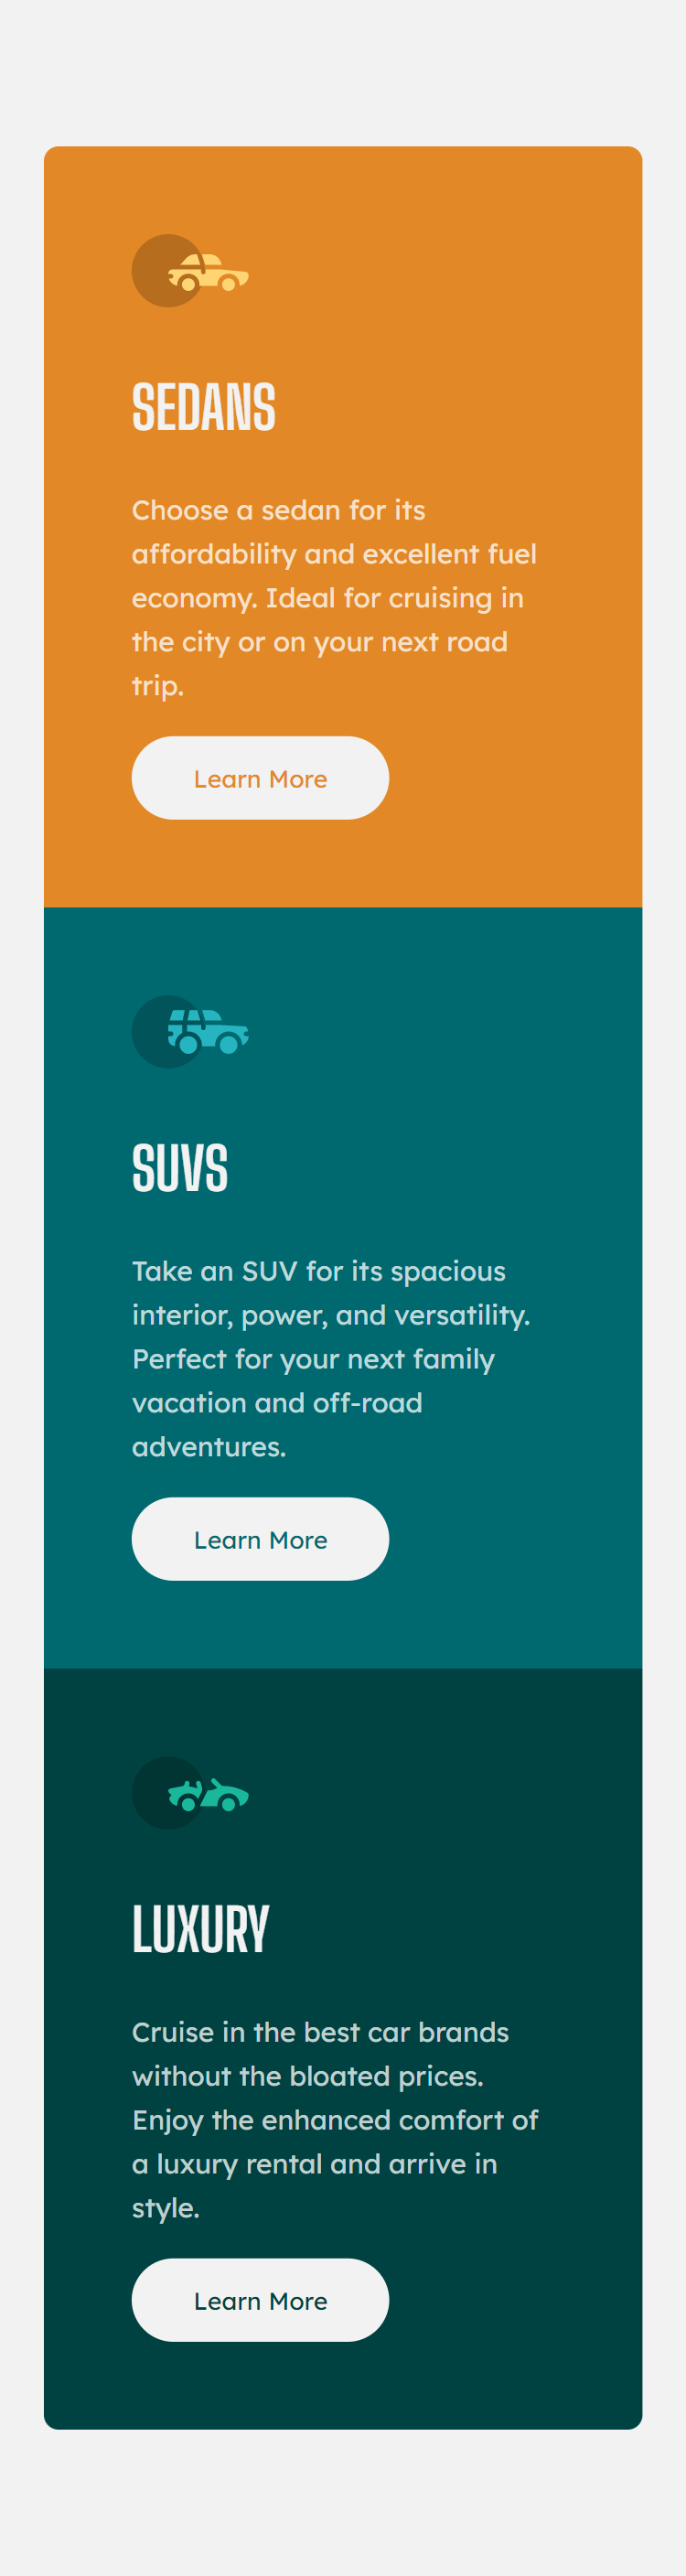 SEDANS
Choose a sedan for its
affordability and excellent fuel
economy. Ideal for cruising in
the city or on your next road
trip.
Learn More
SUVS
Take an SUV for its spacious
interior, power, and versatility.
Perfect for your next family
vacation and off-road
adventures.
Learn More
LUXURY
Cruise in the best car brands
without the bloated prices.
Enjoy the enhanced comfort of
a luxury rental and arrive in
style.
Learn More